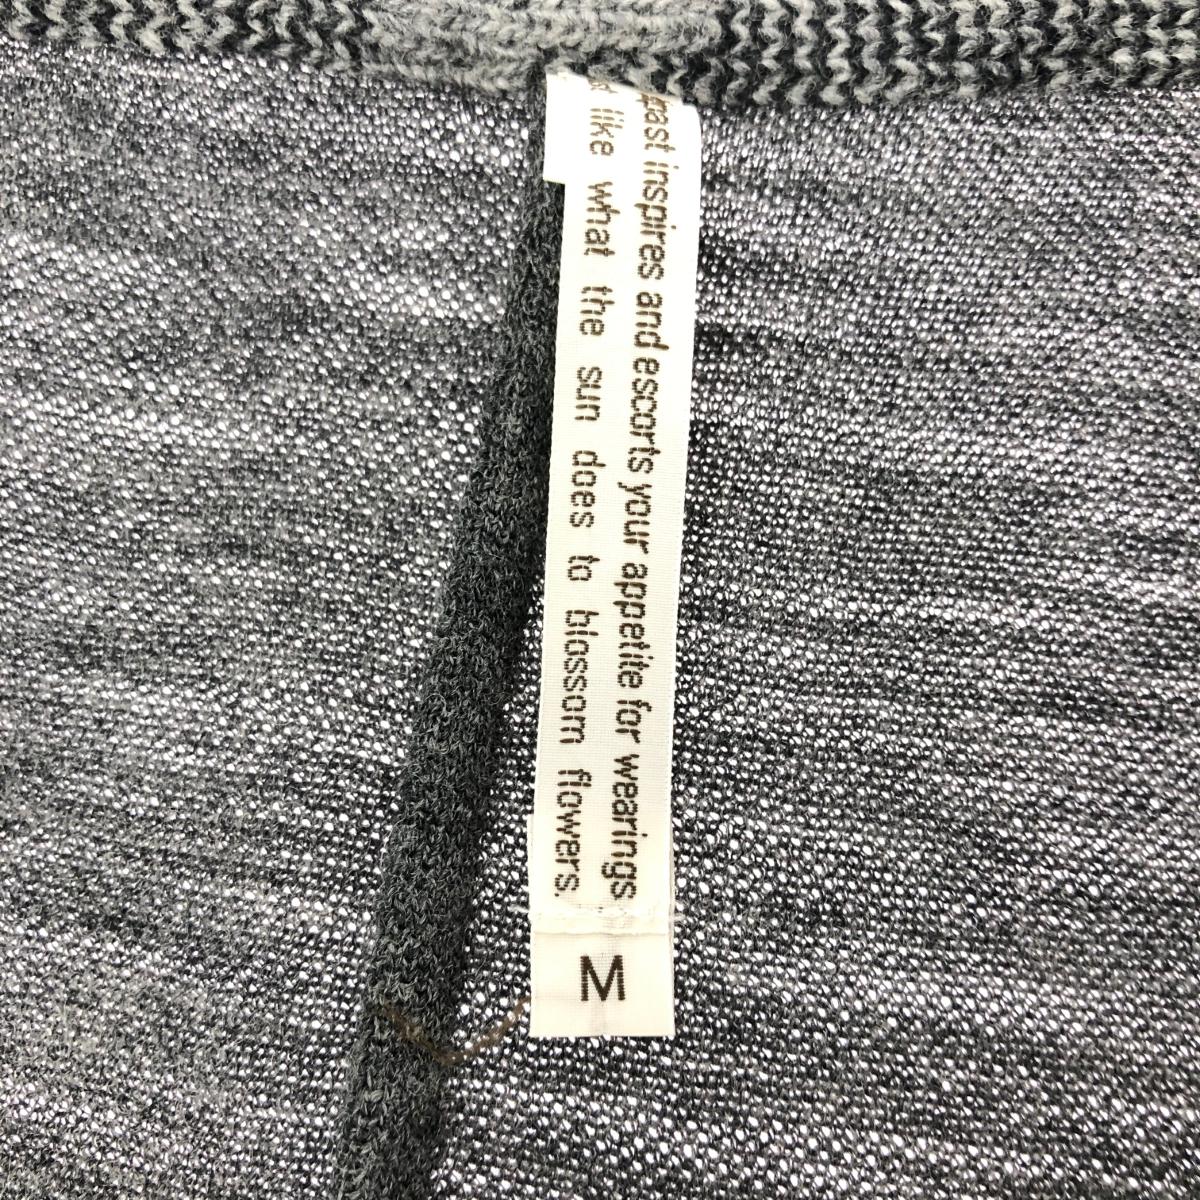 past inspires and escorts your appetite for wearings
like what the sun does to blossom flowers.
M